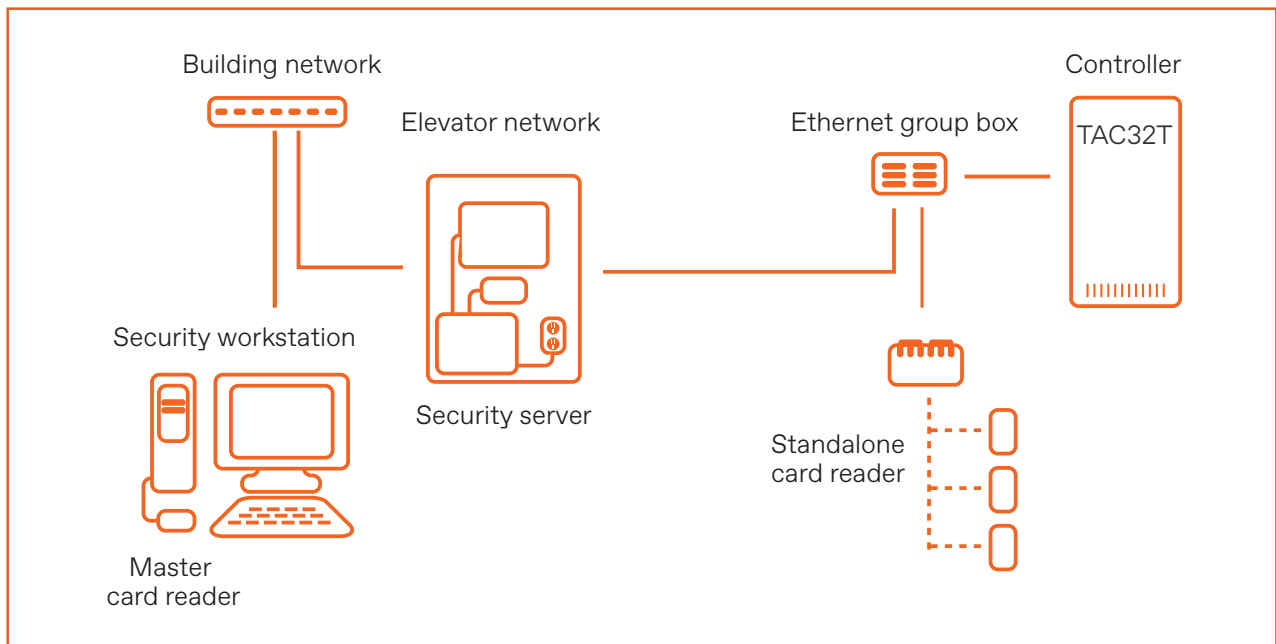 Building network
Controller
Elevator network
Ethernet group box
TAC32T
Security workstation
Security server
Standalone
card reader
Master
card reader